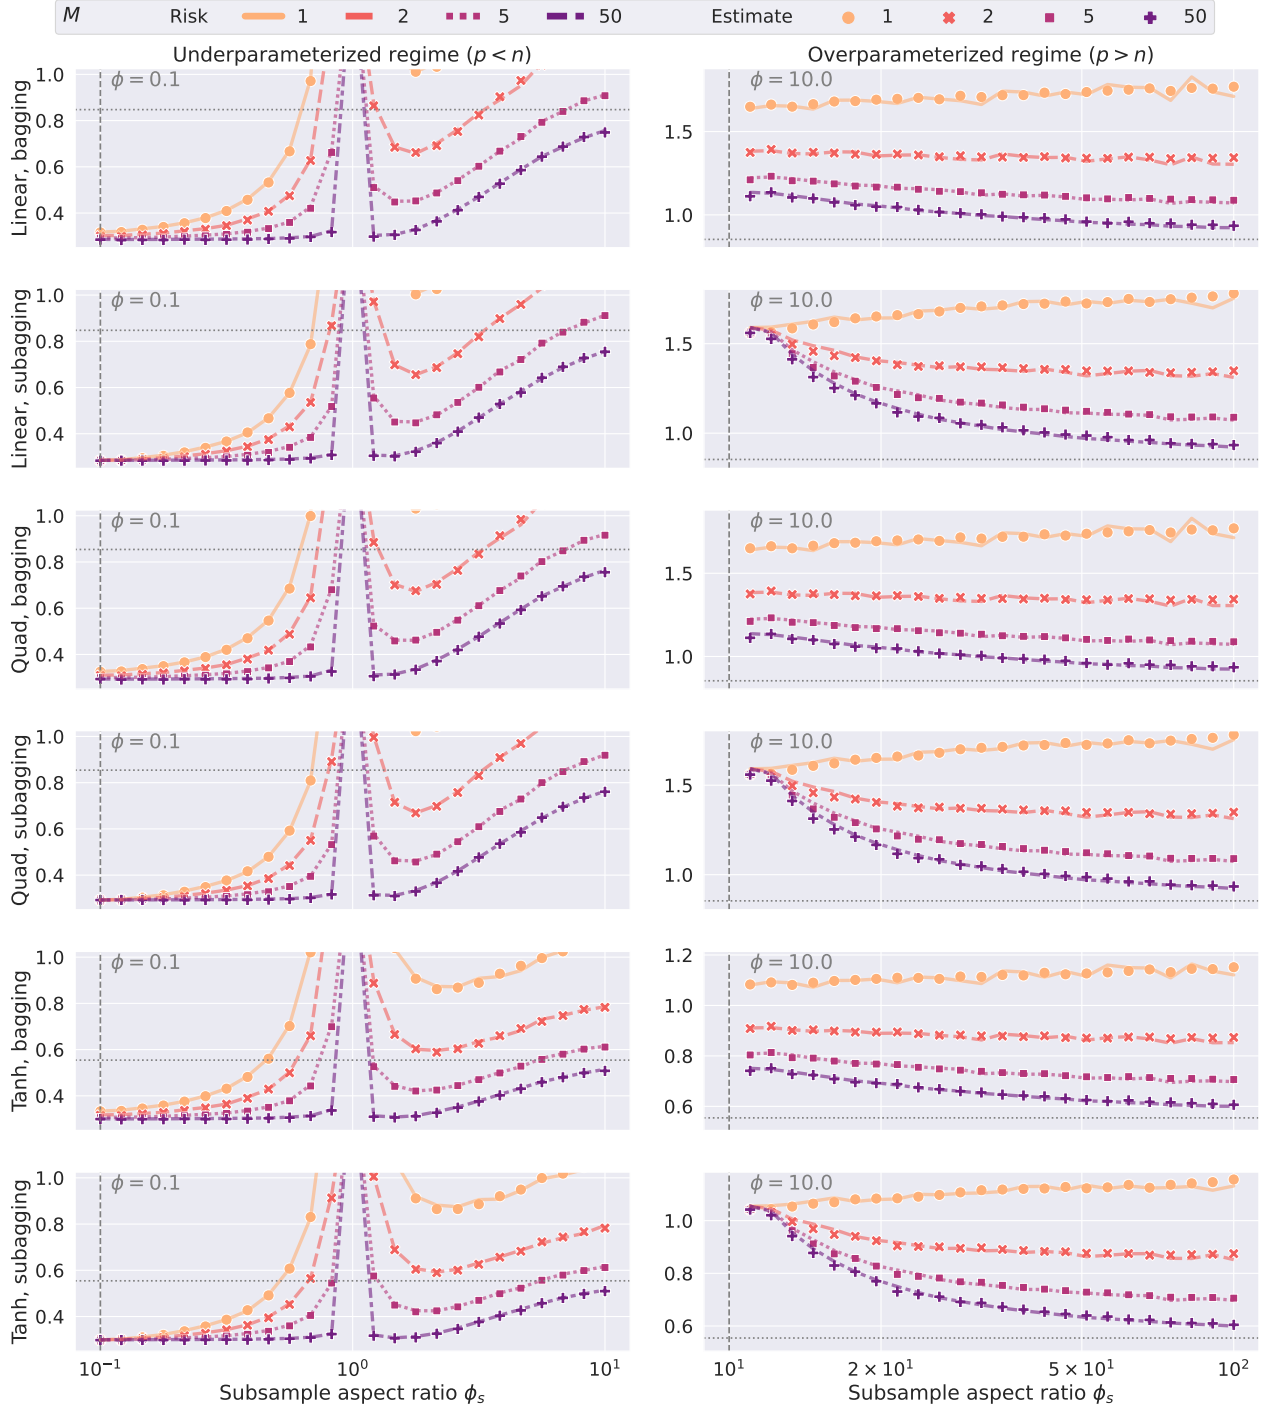 M Risk 1 2 5 50 Estimate 1 2 5 50
Underparameterized regime (p < n)
Overparameterized regime (p > n)
Linear, bagging
1.0
0.8
0.6
0.4
ϕ = 0.1
1.5
1.0
ϕ = 10.0
Linear, subagging
1.0
0.8
0.6
0.4
ϕ = 0.1
1.5
1.0
ϕ = 10.0
Quad, bagging
1.0
0.8
0.6
0.4
ϕ = 0.1
1.5
1.0
ϕ = 10.0
Quad, subagging
1.0
0.8
0.6
0.4
ϕ = 0.1
1.5
1.0
ϕ = 10.0
Tanh, bagging
1.0
0.8
0.6
0.4
ϕ = 0.1
1.2
1.0
0.8
0.6
ϕ = 10.0
Tanh, subagging
1.0
0.8
0.6
0.4
ϕ = 0.1
1.0
0.8
0.6
ϕ = 10.0
10⁻¹ 10⁰ 10¹
10¹ 2 × 10¹ 5 × 10¹ 10²
Subsample aspect ratio ϕₛ
Subsample aspect ratio ϕₛ